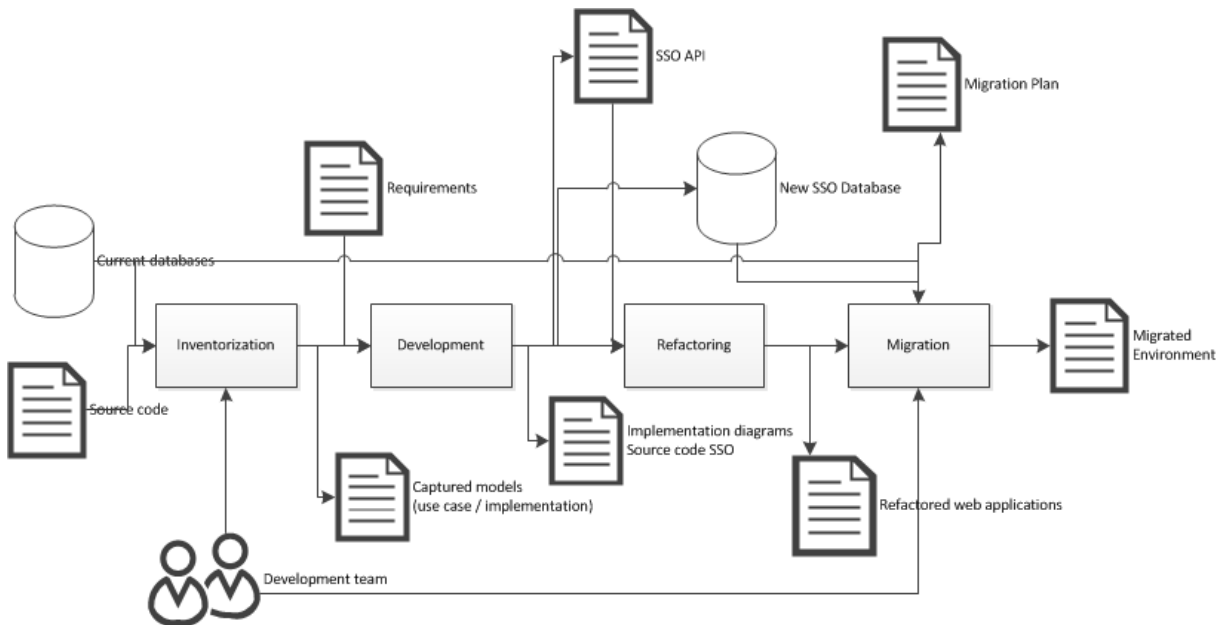 SSO API
Migration Plan
Requirements
New SSO Database
Current databases
Inventorization
Development
Refactoring
Migration
Migrated
Environment
Source code
Implementation diagrams
Source code SSO
Captured models
(use case / implementation)
Refactored web applications
Development team